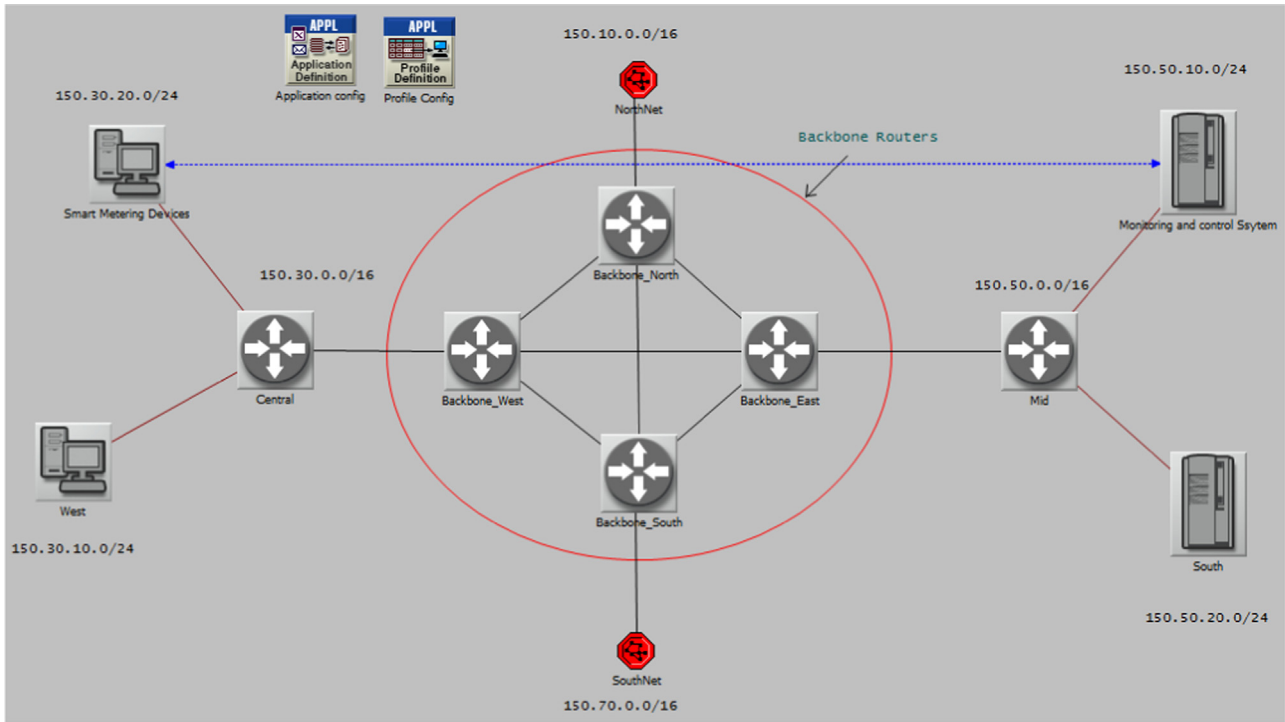 APPL
Application
Definition
Application config
APPL
Profiile
Definition
Profile Config
150.10.0.0/16
NorthNet
150.50.10.0/24
150.30.20.0/24
Backbone Routers
Smart Metering Devices
Monitoring and control Ssytem
150.30.0.0/16
Backbone_North
150.50.0.0/16
Central
Backbone_West
Backbone_East
Mid
West
Backbone_South
150.30.10.0/24
South
150.50.20.0/24
SouthNet
150.70.0.0/16